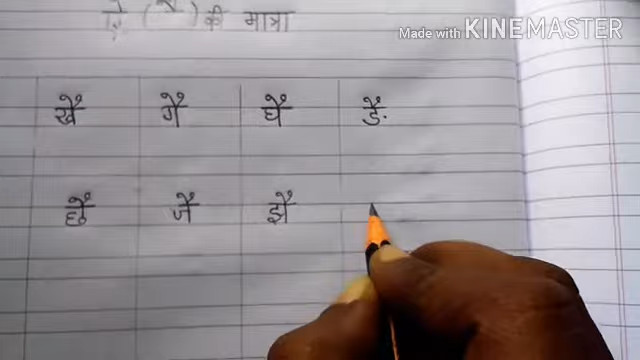 (ै) की मात्रा
Made with KINEMASTER
खै गै घै ङै
छै जै झै